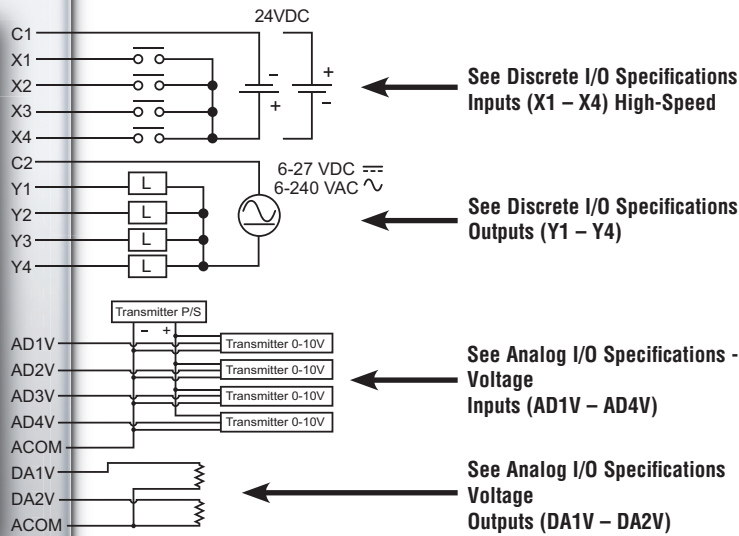 24VDC
C1
X1
X2
X3
X4
–
+
+
–
See Discrete I/O Specifications
Inputs (X1 – X4) High-Speed
C2
Y1
Y2
Y3
Y4
L
L
L
L
6-27 VDC
6-240 VAC
See Discrete I/O Specifications
Outputs (Y1 – Y4)
Transmitter P/S
– +
AD1V
AD2V
AD3V
AD4V
ACOM
Transmitter 0-10V
Transmitter 0-10V
Transmitter 0-10V
Transmitter 0-10V
See Analog I/O Specifications -
Voltage
Inputs (AD1V – AD4V)
DA1V
DA2V
ACOM
See Analog I/O Specifications
Voltage
Outputs (DA1V – DA2V)